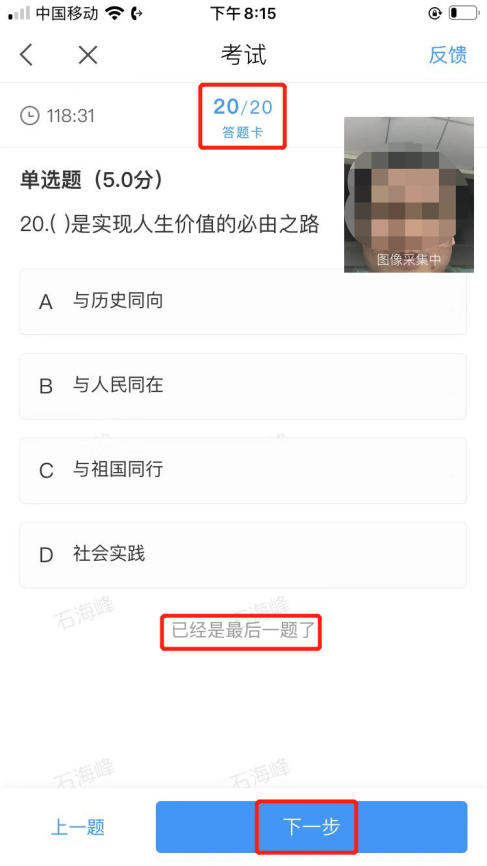 中国移动
下午8:15
考试
反馈
118:31
20/20
答题卡
单选题（5.0分）
20.( )是实现人生价值的必由之路
图像采集中
A 与历史同向
B 与人民同在
C 与祖国同行
D 社会实践
石海峰
石海峰
已经是最后一题了
石海峰
石海峰
上一题
下一步